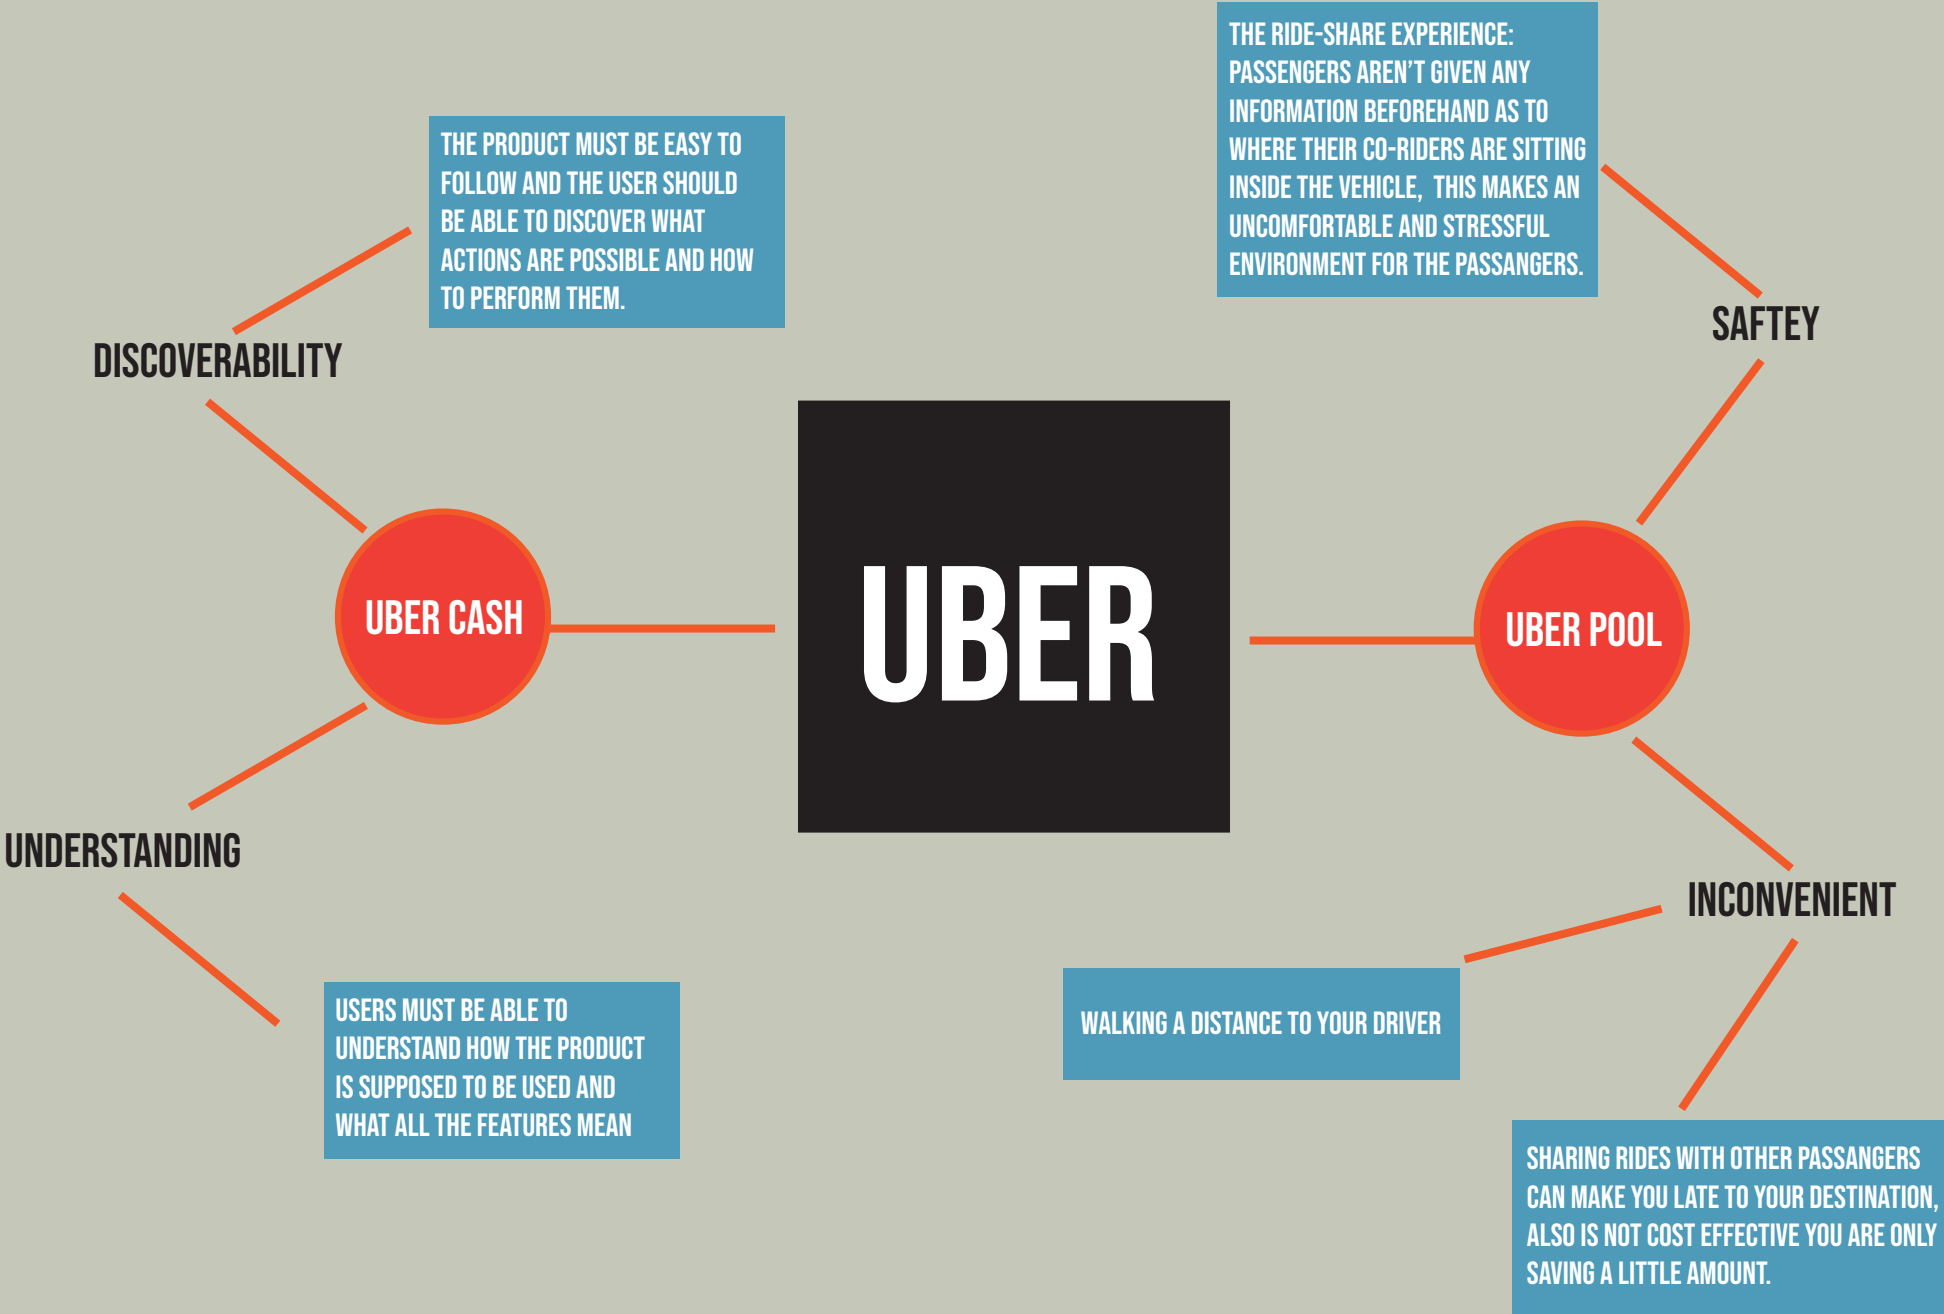 THE RIDE-SHARE EXPERIENCE:
PASSENGERS AREN'T GIVEN ANY
INFORMATION BEFOREHAND AS TO
WHERE THEIR CO-RIDERS ARE SITTING
INSIDE THE VEHICLE, THIS MAKES AN
UNCOMFORTABLE AND STRESSFUL
ENVIRONMENT FOR THE PASSANGERS.
THE PRODUCT MUST BE EASY TO
FOLLOW AND THE USER SHOULD
BE ABLE TO DISCOVER WHAT
ACTIONS ARE POSSIBLE AND HOW
TO PERFORM THEM.
SAFTEY
DISCOVERABILITY
UBER CASH
UBER
UBER POOL
UNDERSTANDING
INCONVENIENT
USERS MUST BE ABLE TO
UNDERSTAND HOW THE PRODUCT
IS SUPPOSED TO BE USED AND
WHAT ALL THE FEATURES MEAN
WALKING A DISTANCE TO YOUR DRIVER
SHARING RIDES WITH OTHER PASSANGERS
CAN MAKE YOU LATE TO YOUR DESTINATION,
ALSO IS NOT COST EFFECTIVE YOU ARE ONLY
SAVING A LITTLE AMOUNT.